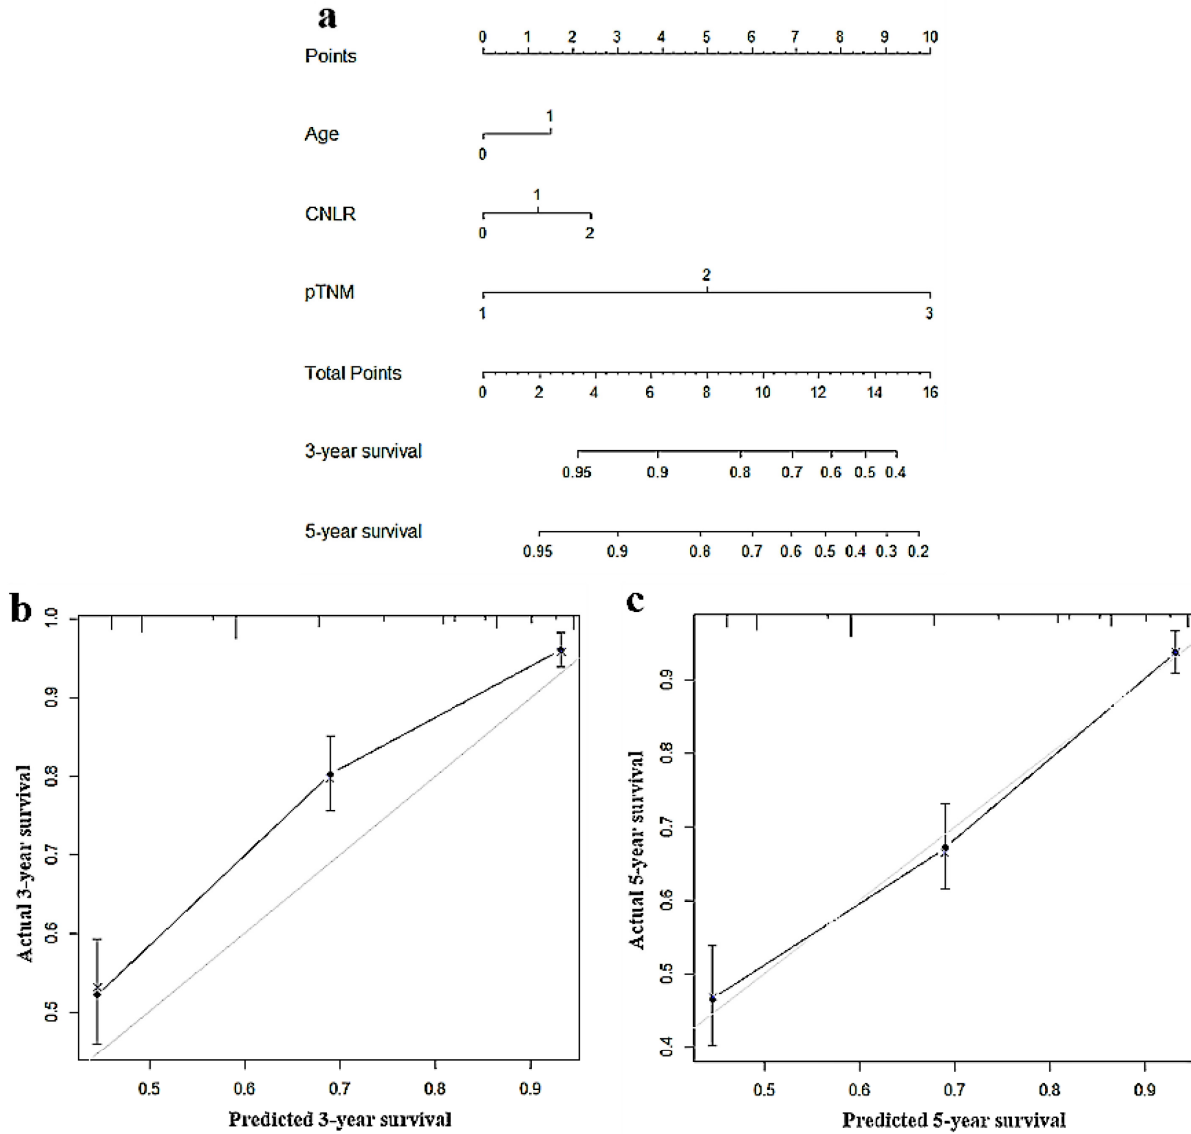 a
Points
0 1 2 3 4 5 6 7 8 9 10
Age
1
0
CNLR
1
0 2
pTNM
2
1 3
Total Points
0 2 4 6 8 10 12 14 16
3-year survival
0.95 0.9 0.8 0.7 0.6 0.5 0.4
5-year survival
0.95 0.9 0.8 0.7 0.6 0.5 0.4 0.3 0.2
b
Actual 3-year survival
1.0
0.9
0.8
0.7
0.6
0.5
0.5 0.6 0.7 0.8 0.9
Predicted 3-year survival
c
Actual 5-year survival
0.9
0.8
0.7
0.6
0.5
0.4
0.5 0.6 0.7 0.8 0.9
Predicted 5-year survival